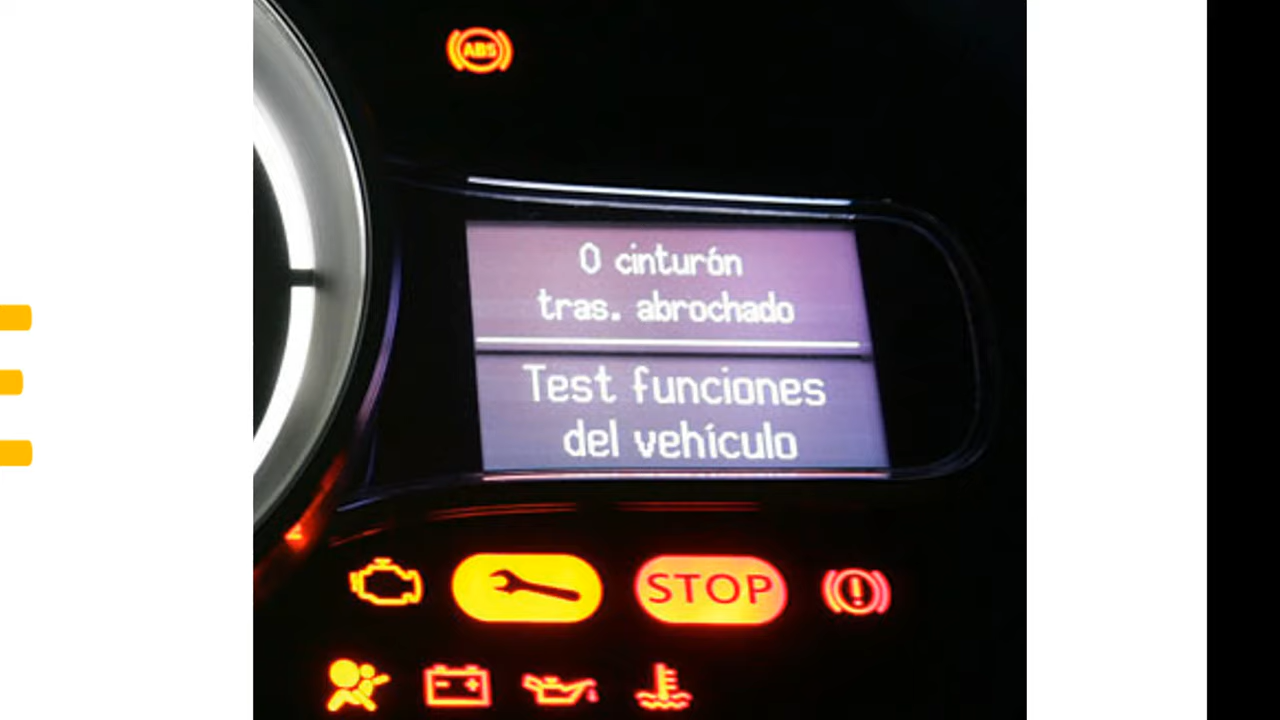 ABS
0 cinturón
tras. abrochado
Test funciones
del vehículo
STOP